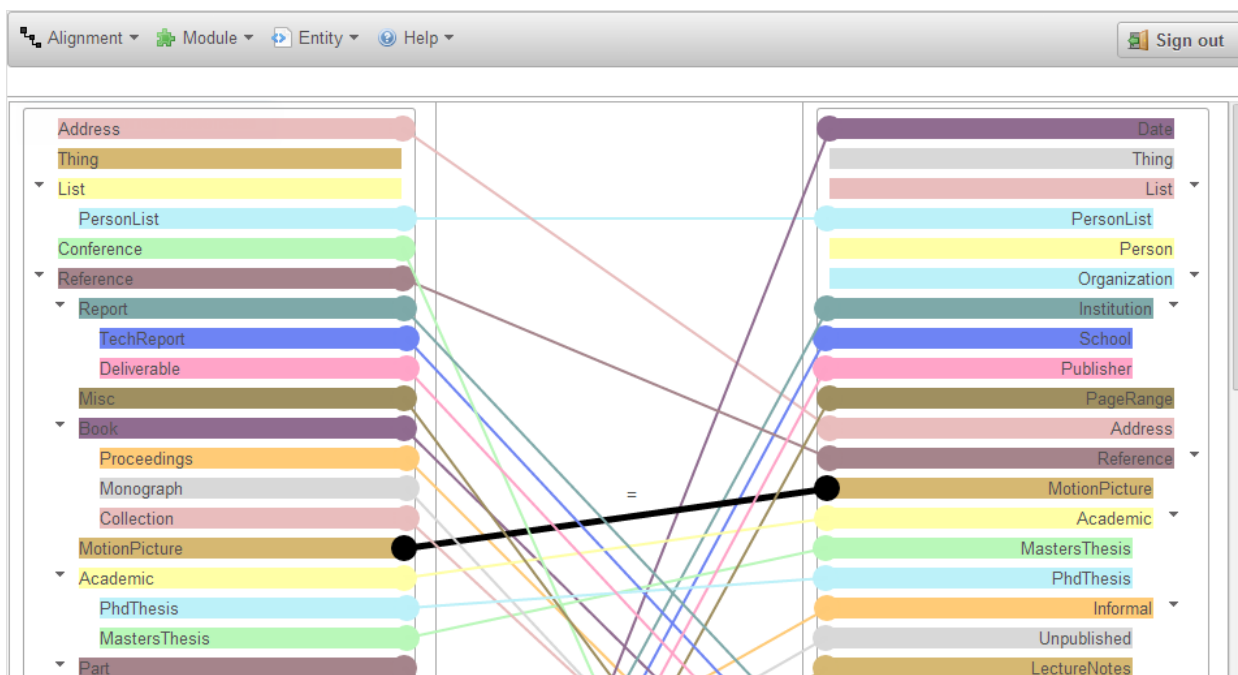 Alignment Module Entity Help Sign out
Address
Thing
List
PersonList
Conference
Reference
Report
TechReport
Deliverable
Misc
Book
Proceedings
Monograph
Collection
MotionPicture
Academic
PhdThesis
MastersThesis
Part
=
Date
Thing
List
PersonList
Person
Organization
Institution
School
Publisher
PageRange
Address
Reference
MotionPicture
Academic
MastersThesis
PhdThesis
Informal
Unpublished
LectureNotes